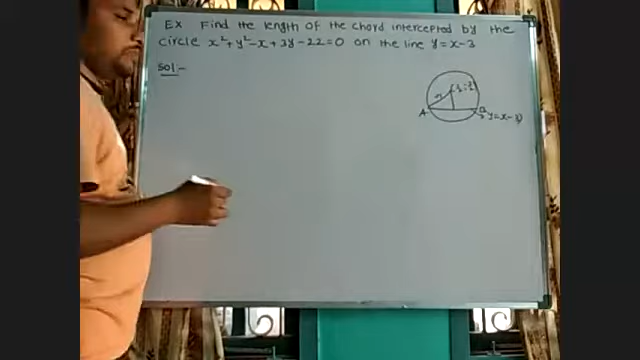 EX Find the length of the chord intercepted by the
circle x²+y²-x+3y-22=0 on the line y=x-3
Sol:-
A
y=x-3